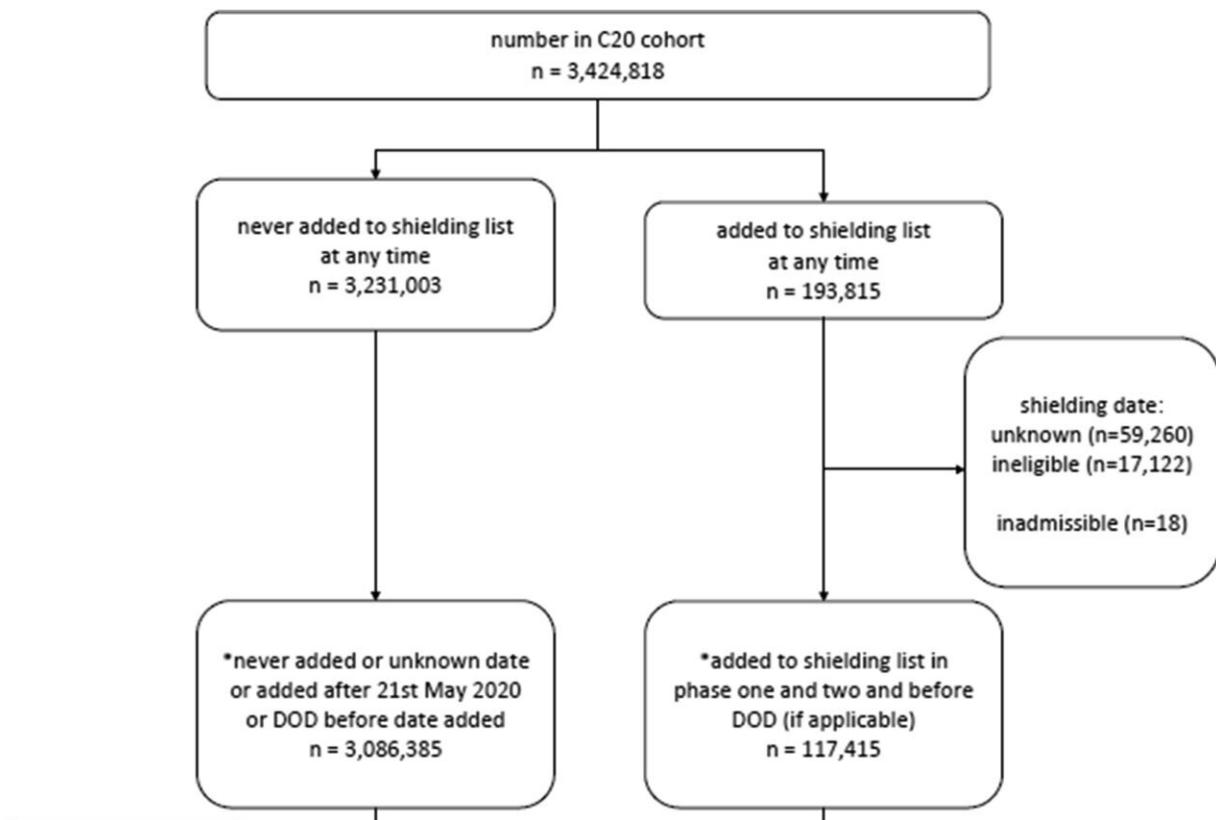 number in C20 cohort
n = 3,424,818
never added to shielding list
at any time
n = 3,231,003
added to shielding list
at any time
n = 193,815
shielding date:
unknown (n=59,260)
ineligible (n=17,122)
inadmissible (n=18)
*never added or unknown date
or added after 21st May 2020
or DOD before date added
n = 3,086,385
*added to shielding list in
phase one and two and before
DOD (if applicable)
n = 117,415